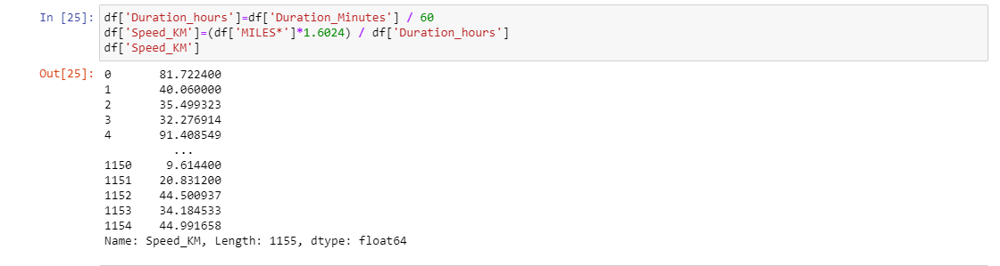 In [25]: df['Duration_hours']=df['Duration_Minutes'] / 60
df['Speed_KM']=(df['MILES*']*1.6024) / df['Duration_hours']
df['Speed_KM']
Out[25]: 0 81.722400
1 40.060000
2 35.499323
3 32.276914
4 91.408549
...
1150 9.614400
1151 20.831200
1152 44.500937
1153 34.184533
1154 44.991658
Name: Speed_KM, Length: 1155, dtype: float64